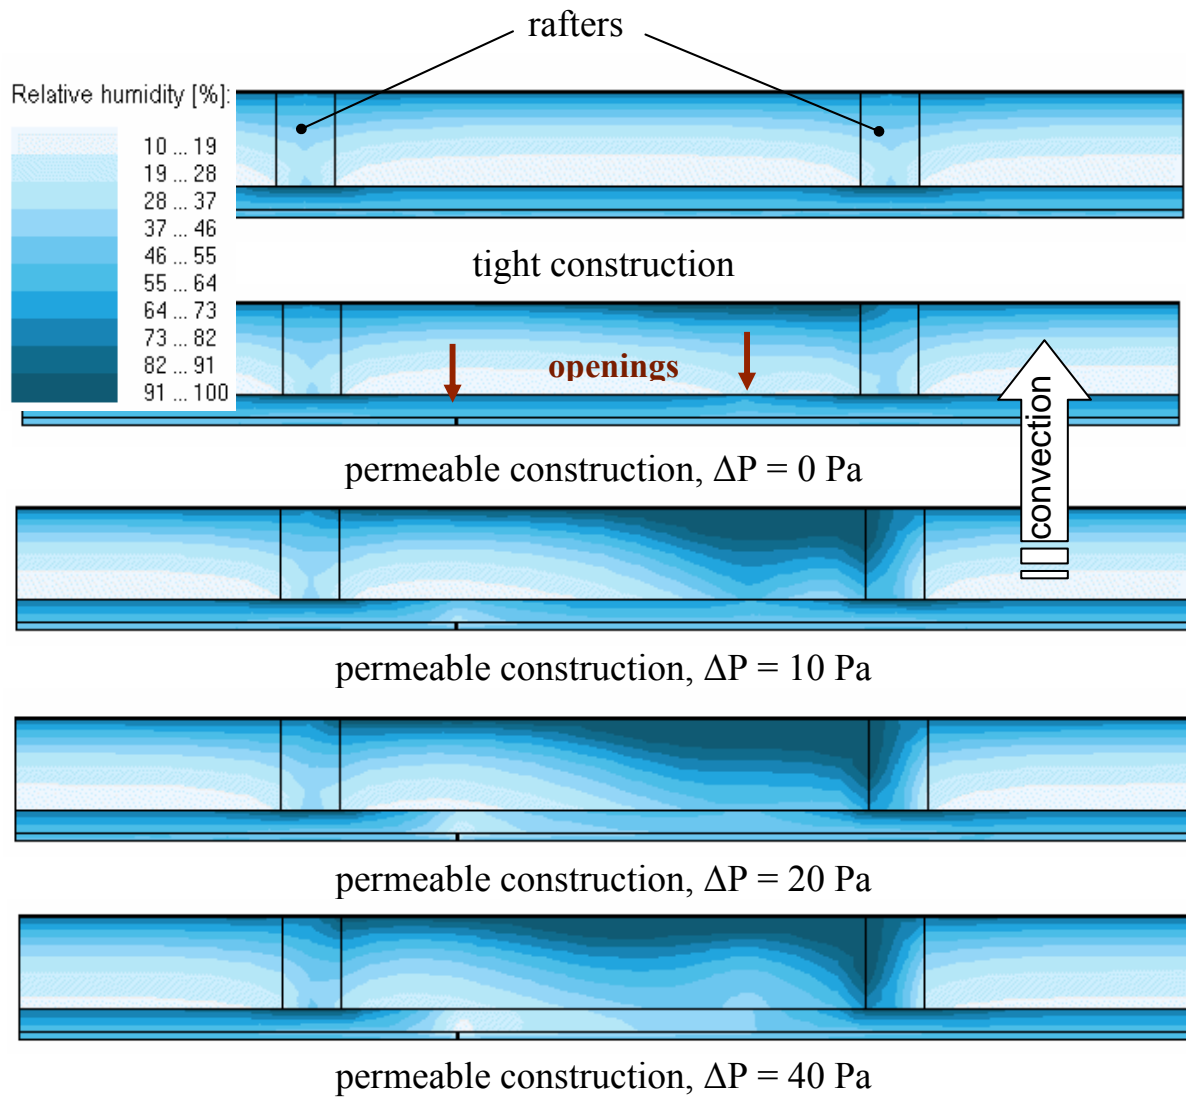 rafters
Relative humidity [%]:
10 ... 19
19 ... 28
28 ... 37
37 ... 46
46 ... 55
55 ... 64
64 ... 73
73 ... 82
82 ... 91
91 ... 100
tight construction
openings
permeable construction, ΔP = 0 Pa
convection
permeable construction, ΔP = 10 Pa
permeable construction, ΔP = 20 Pa
permeable construction, ΔP = 40 Pa